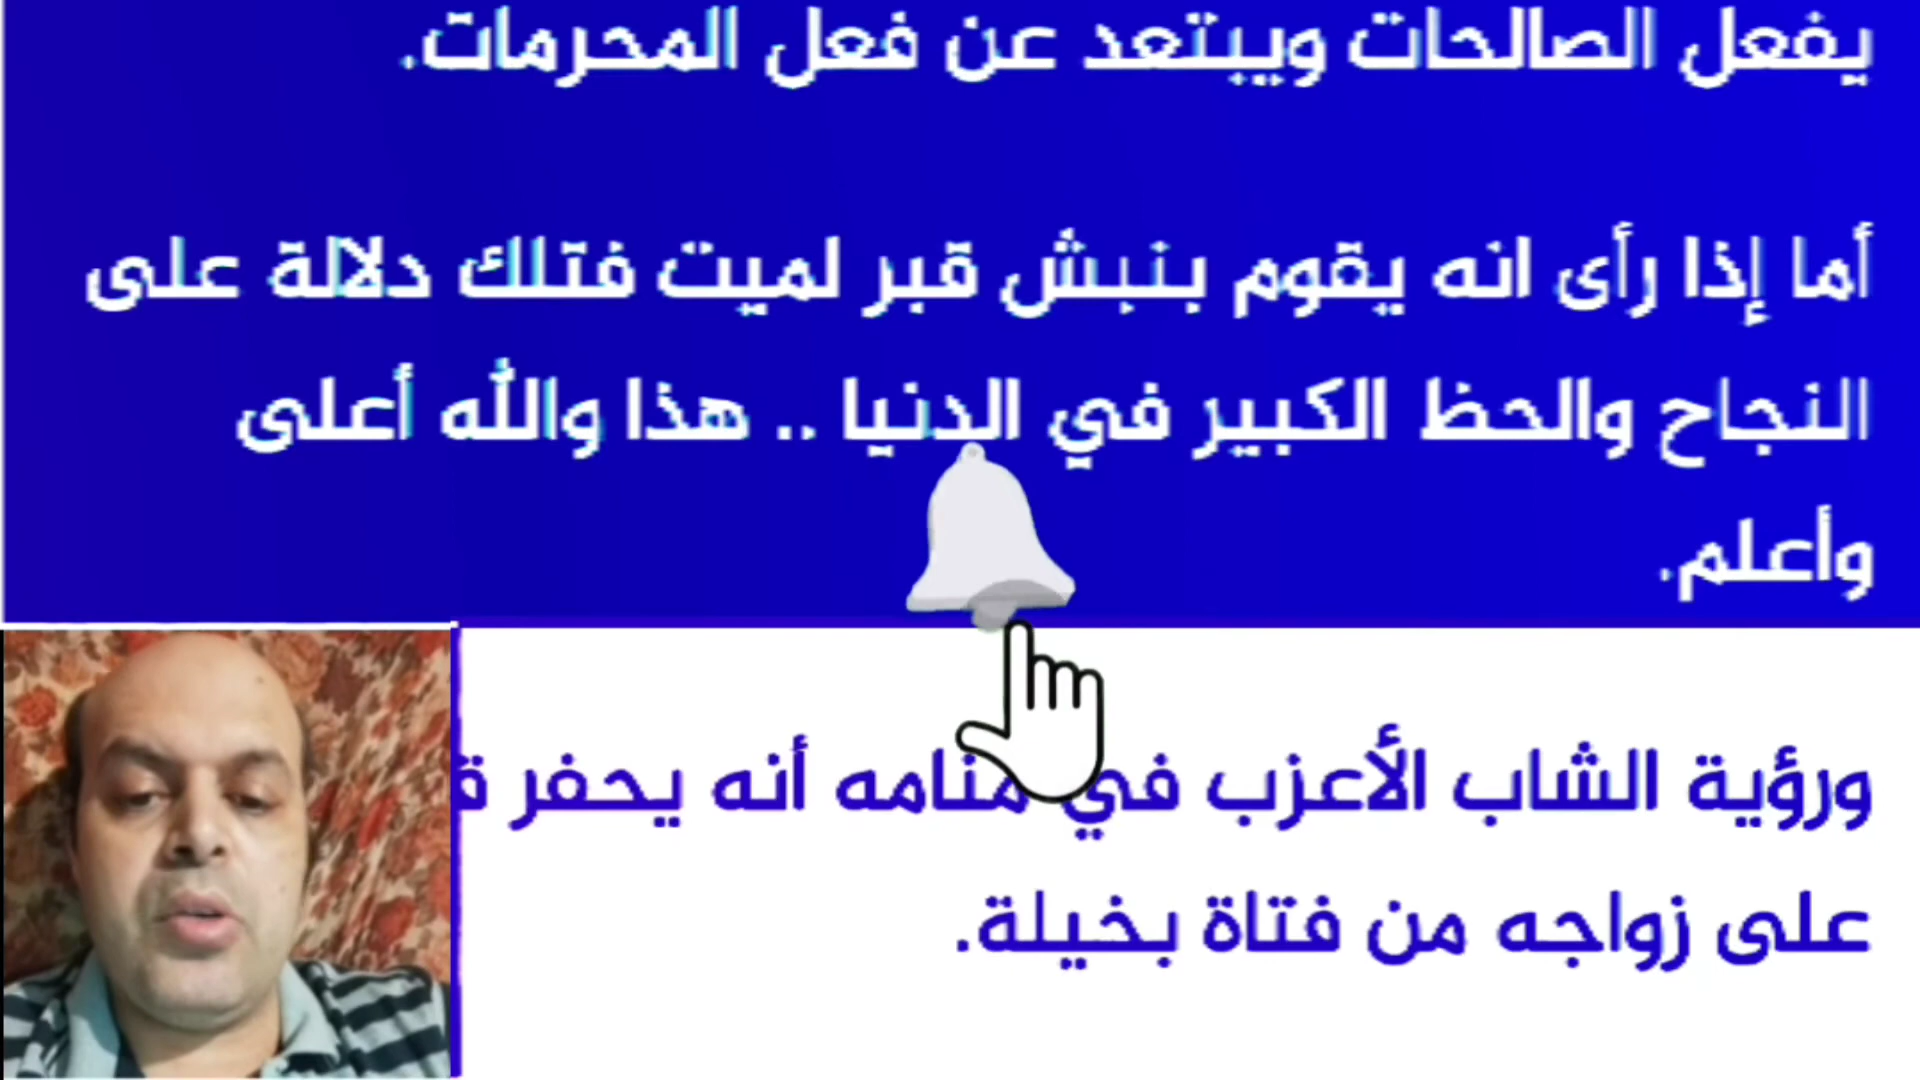 يفعل الصالحات ويبتعد عن فعل المحرمات.
أما إذا رأى انه يقوم بنبش قبر لميت فتلك دلالة على
النجاح والحظ الكبير في الدنيا .. هذا والله أعلى
وأعلم.
ورؤية الشاب الأعزب في منامه أنه يحفر
على زواجه من فتاة بخيلة.